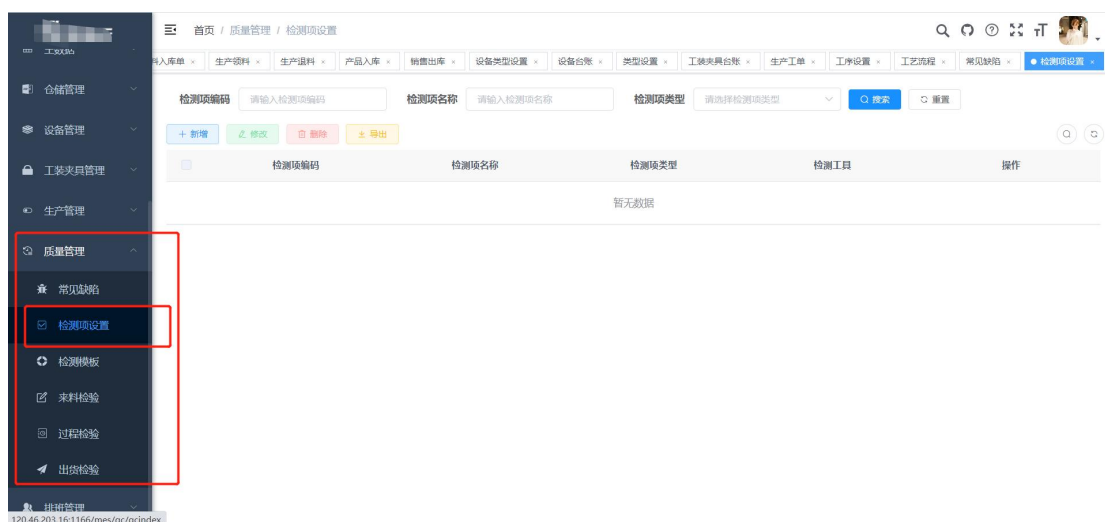 首页 / 质量管理 / 检测项设置
料入库单 × 生产领料 × 生产退料 × 产品入库 × 销售出库 × 设备类型设置 × 设备台账 × 类型设置 × 工装夹具台账 × 生产工单 × 工序设置 × 工艺流程 × 常见缺陷 × 检测项设置 ×
仓储管理
设备管理
工装夹具管理
生产管理
质量管理
常见缺陷
检测项设置
检测模板
来料检验
过程检验
出货检验
排班管理
检测项编码 请输入检测项编码 检测项名称 请输入检测项名称 检测项类型 请选择检测项类型 搜索 重置
+ 新增 修改 删除 导出
检测项编码 检测项名称 检测项类型 检测工具 操作
暂无数据
120.46.203.16:1166/mes/qc/qcindex